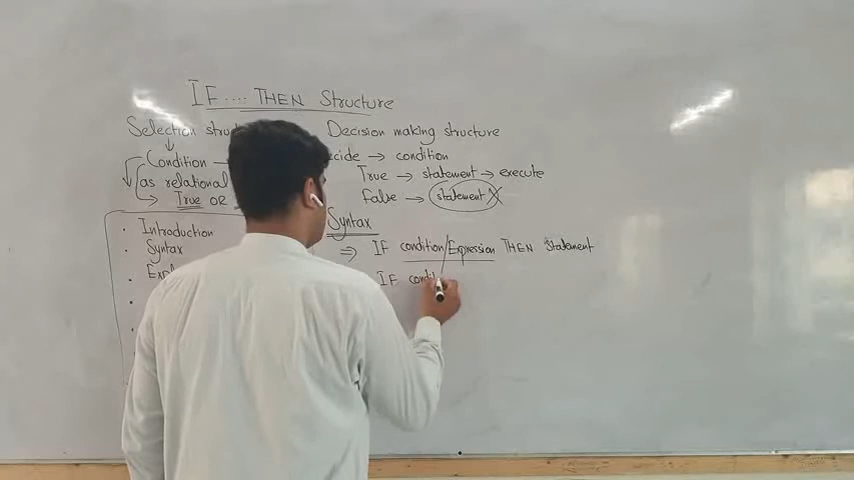 IF .... THEN Structure
Selection Decision making structure
Condition → condition
as relational True → statement → execute
True OR False → statement X
Syntax
Introduction
⇒ IF condition/Expression THEN Statement
Syntax
IF